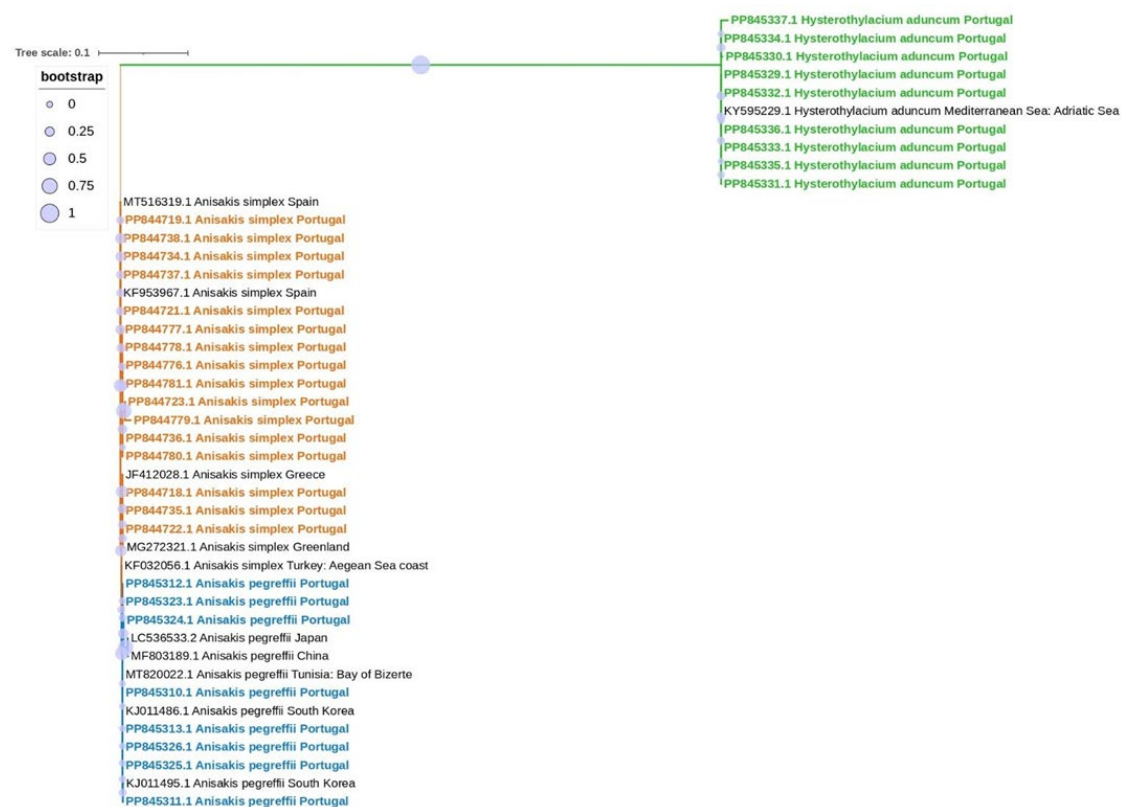 PP845337.1 Hysterothylacium aduncum Portugal
PP845334.1 Hysterothylacium aduncum Portugal
Tree scale: 0.1
PP845330.1 Hysterothylacium aduncum Portugal
bootstrap
PP845329.1 Hysterothylacium aduncum Portugal
0
PP845332.1 Hysterothylacium aduncum Portugal
0.25
KY595229.1 Hysterothylacium aduncum Mediterranean Sea: Adriatic Sea
PP845336.1 Hysterothylacium aduncum Portugal
0.5
PP845333.1 Hysterothylacium aduncum Portugal
PP845335.1 Hysterothylacium aduncum Portugal
0.75
PP845331.1 Hysterothylacium aduncum Portugal
MT516319.1 Anisakis simplex Spain
1
PP844719.1 Anisakis simplex Portugal
PP844738.1 Anisakis simplex Portugal
PP844734.1 Anisakis simplex Portugal
PP844737.1 Anisakis simplex Portugal
KF953967.1 Anisakis simplex Spain
PP844721.1 Anisakis simplex Portugal
PP844777.1 Anisakis simplex Portugal
PP844778.1 Anisakis simplex Portugal
PP844776.1 Anisakis simplex Portugal
PP844781.1 Anisakis simplex Portugal
PP844723.1 Anisakis simplex Portugal
PP844779.1 Anisakis simplex Portugal
PP844736.1 Anisakis simplex Portugal
PP844780.1 Anisakis simplex Portugal
JF412028.1 Anisakis simplex Greece
PP844718.1 Anisakis simplex Portugal
PP844735.1 Anisakis simplex Portugal
PP844722.1 Anisakis simplex Portugal
MG272321.1 Anisakis simplex Greenland
KF032056.1 Anisakis simplex Turkey: Aegean Sea coast
PP845312.1 Anisakis pegreffii Portugal
PP845323.1 Anisakis pegreffii Portugal
PP845324.1 Anisakis pegreffii Portugal
LC536533.2 Anisakis pegreffii Japan
MF803189.1 Anisakis pegreffii China
MT820022.1 Anisakis pegreffii Tunisia: Bay of Bizerte
PP845310.1 Anisakis pegreffii Portugal
KJ011486.1 Anisakis pegreffii South Korea
PP845313.1 Anisakis pegreffii Portugal
PP845326.1 Anisakis pegreffii Portugal
PP845325.1 Anisakis pegreffii Portugal
KJ011495.1 Anisakis pegreffii South Korea
PP845311.1 Anisakis pegreffii Portugal